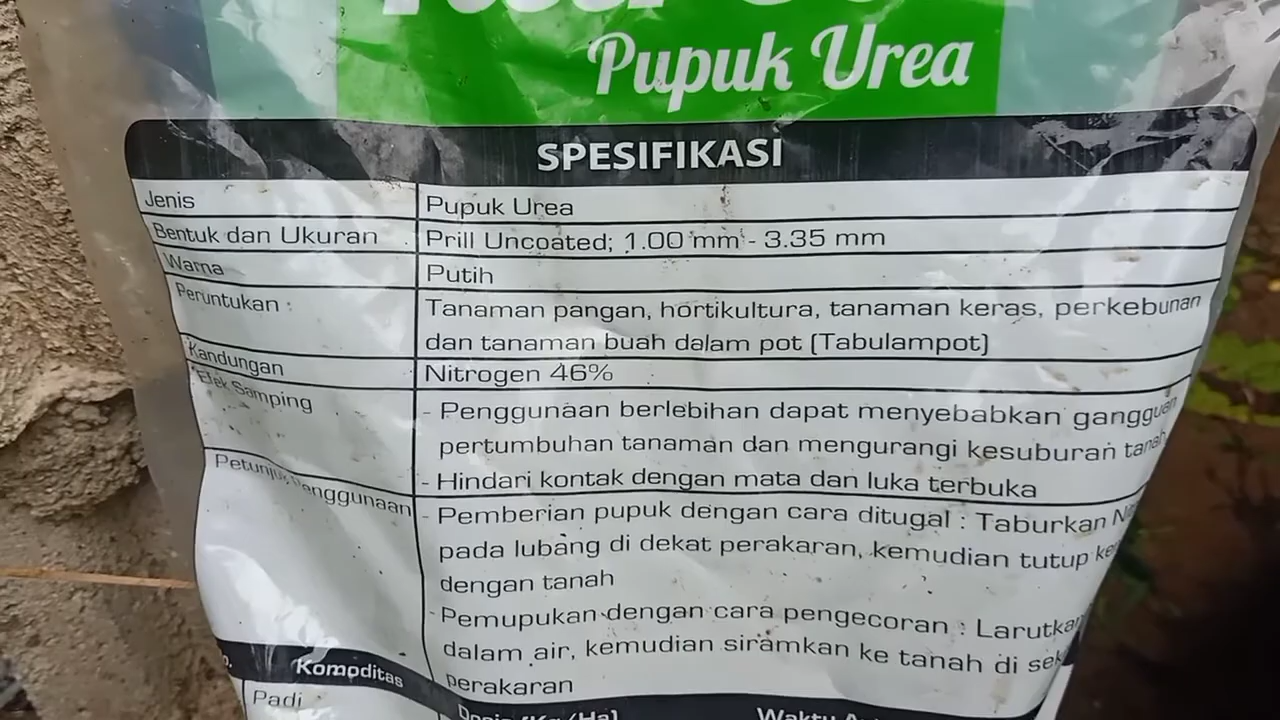 Pupuk Urea
SPESIFIKASI
Jenis
Pupuk Urea
Bentuk dan Ukuran
Prill Uncoated; 1.00 mm - 3.35 mm
Warna
Putih
Peruntukan :
Tanaman pangan, hortikultura, tanaman keras, perkebunan
dan tanaman buah dalam pot (Tabulampot)
Kandungan
Nitrogen 46%
Efek Samping
- Penggunaan berlebihan dapat menyebabkan gangguan
pertumbuhan tanaman dan mengurangi kesuburan tanah
- Hindari kontak dengan mata dan luka terbuka
Petunjuk Penggunaan
- Pemberian pupuk dengan cara ditugal : Taburkan
pada lubang di dekat perakaran, kemudian tutup
dengan tanah
- Pemupukan dengan cara pengecoran : Larutkan
dalam air, kemudian siramkan ke tanah di
perakaran
Komoditas
Dosis (Kg/Ha)
Waktu
Padi